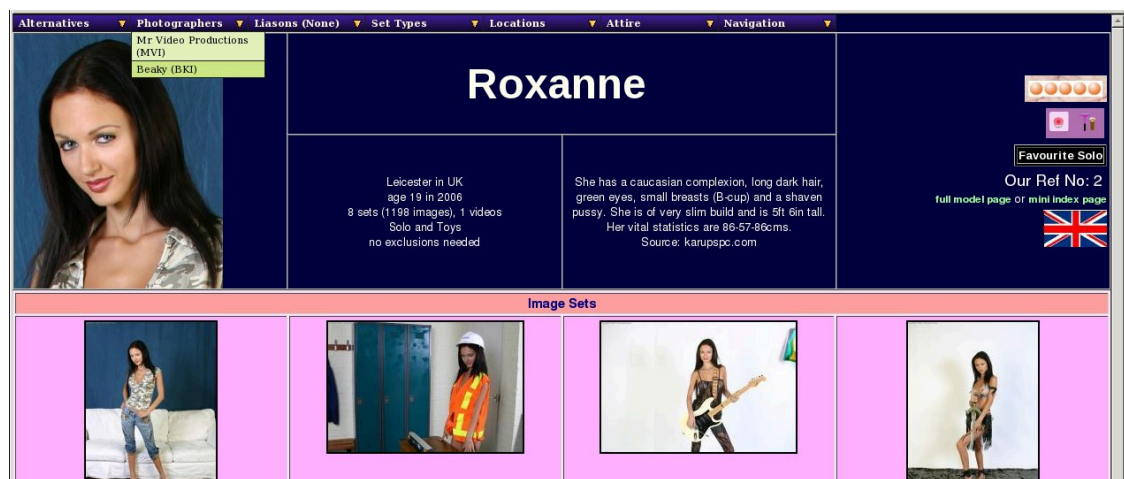 Alternatives Photographers Liasons (None) Set Types Locations Attire Navigation
Mr Video Productions
(MVI)
Beaky (BKI)
Roxanne
Leicester in UK
age 19 in 2006
8 sets (1198 images), 1 videos
Solo and Toys
no exclusions needed
She has a caucasian complexion, long dark hair,
green eyes, small breasts (B-cup) and a shaven
pussy. She is of very slim build and is 5ft 6in tall.
Her vital statistics are 86-57-86cms.
Source: karupspc.com
Favourite Solo
Our Ref No: 2
full model page or mini index page
Image Sets